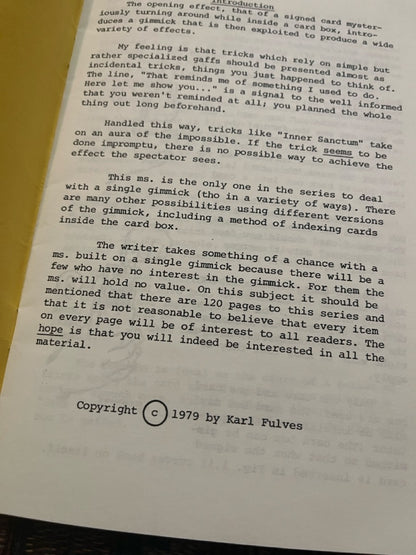 Introduction
The opening effect, that of a signed card myster-
iously turning around while inside a card box, intro-
duces a gimmick that is then exploited to produce a wide
variety of effects.
My feeling is that tricks which rely on simple but
rather specialized gaffs should be presented almost as
incidental tricks, things you just happened to think of.
The line, "That reminds me of something I used to do.
Here let me show you..." is a signal to the well informed
that you weren't reminded at all; you planned the whole
thing out long beforehand.
Handled this way, tricks like "Inner Sanctum" take
on an aura of the impossible. If the trick seems to be
done impromptu, there is no possible way to achieve the
effect the spectator sees.
This ms. is the only one in the series to deal
with a single gimmick (tho in a variety of ways). There
are many other possibilities using different versions
of the gimmick, including a method of indexing cards
inside the card box.
The writer takes something of a chance with a
ms. built on a single gimmick because there will be a
few who have no interest in the gimmick. For them the
ms. will hold no value. On this subject it should be
mentioned that there are 120 pages to this series and
that it is not reasonable to believe that every item
on every page will be of interest to all readers. The
hope is that you will indeed be interested in all the
material.
Copyright © 1979 by Karl Fulves